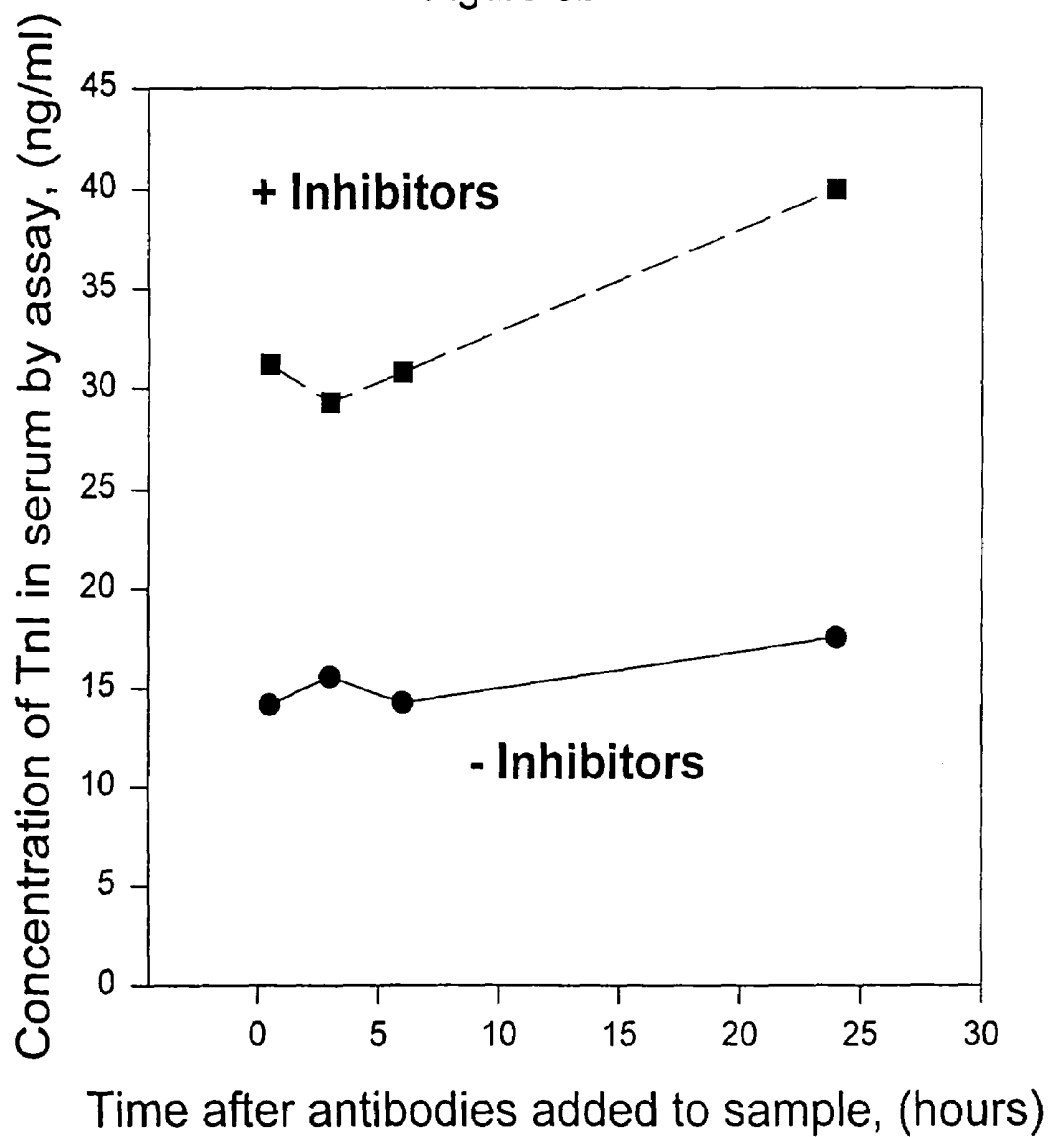 Concentration of TnI in serum by assay, (ng/ml)
45
40
35
30
25
20
15
10
5
0
+ Inhibitors
- Inhibitors
0 5 10 15 20 25 30
Time after antibodies added to sample, (hours)